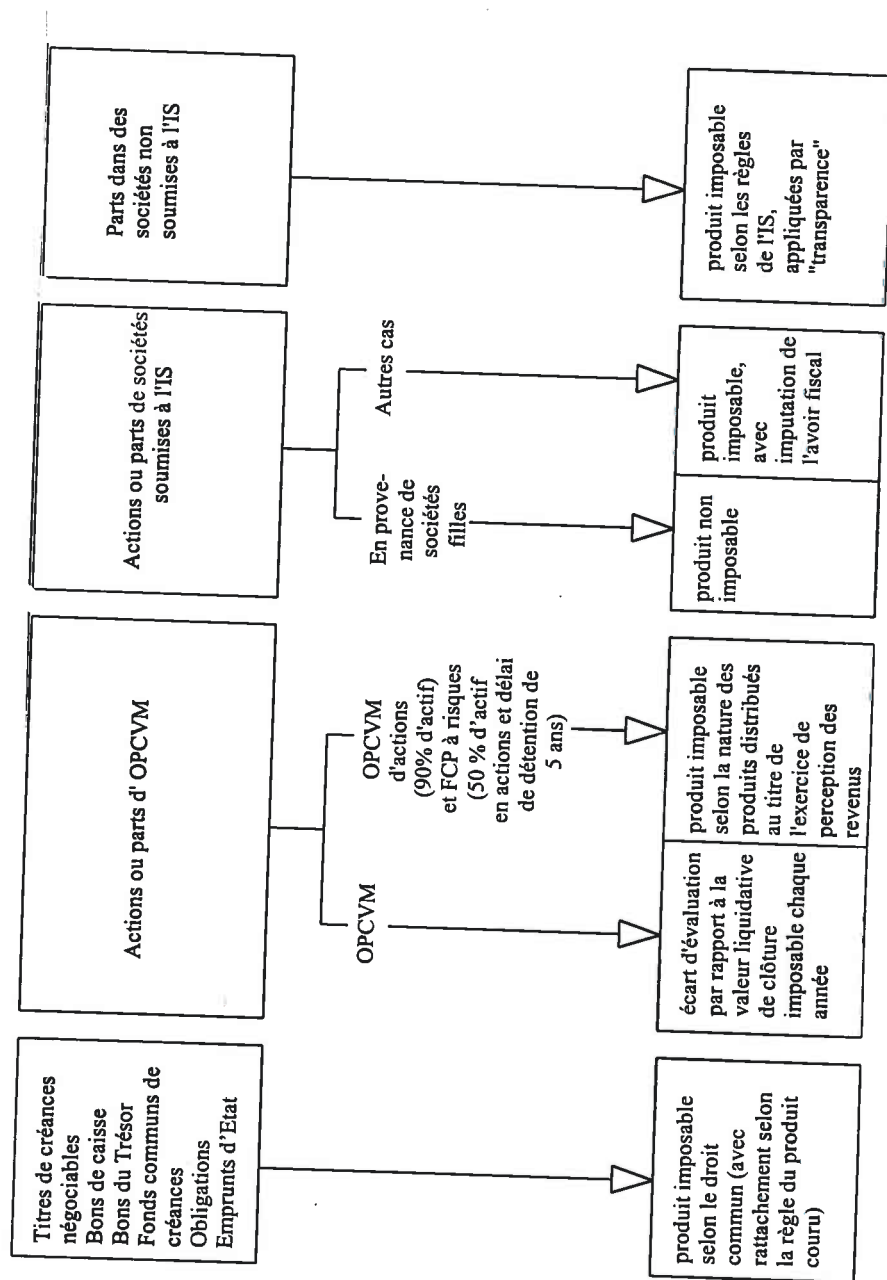 Titres de créances
négociables
Bons de caisse
Bons du Trésor
Fonds communs de
créances
Obligations
Emprunts d'Etat
produit imposable
selon le droit
commun (avec
rattachement selon
la règle du produit
couru)
Actions ou parts d' OPCVM
OPCVM
écart d'évaluation
par rapport à la
valeur liquidative
de clôture
imposable chaque
année
OPCVM
d'actions
(90% d'actif)
et FCP à risques
(50 % d'actif
en actions et délai
de détention de
5 ans)
produit imposable
selon la nature des
produits distribués
au titre de
l'exercice de
perception des
revenus
Actions ou parts de sociétés
soumises à l'IS
En prove-
nance de
sociétés
filles
produit non
imposable
Autres cas
produit
imposable,
avec
imputation de
l'avoir fiscal
Parts dans des
sociétés non
soumises à l'IS
produit imposable
selon les règles
de l'IS,
appliquées par
"transparence"